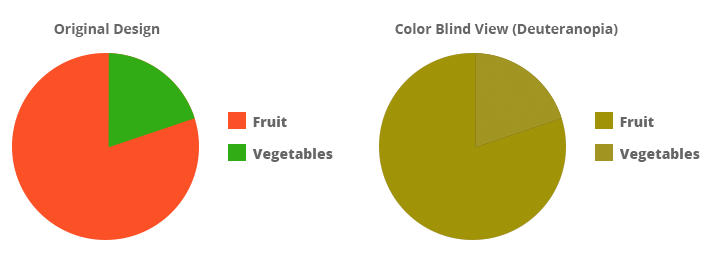 Original Design
Fruit
Vegetables
Color Blind View (Deuteranopia)
Fruit
Vegetables